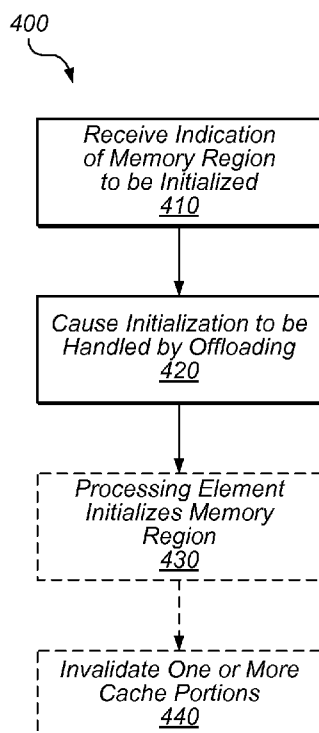 400
Receive Indication
of Memory Region
to be Initialized
410
Cause Initialization to be
Handled by Offloading
420
Processing Element
Initializes Memory
Region
430
Invalidate One or More
Cache Portions
440